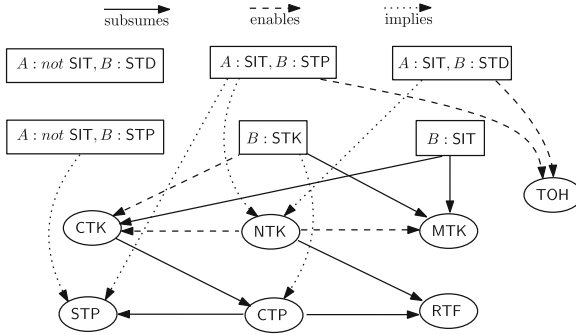 subsumes enables implies
A : not SIT, B : STD
A : SIT, B : STP
A : SIT, B : STD
A : not SIT, B : STP
B : STK
B : SIT
TOH
CTK
NTK
MTK
STP
CTP
RTF